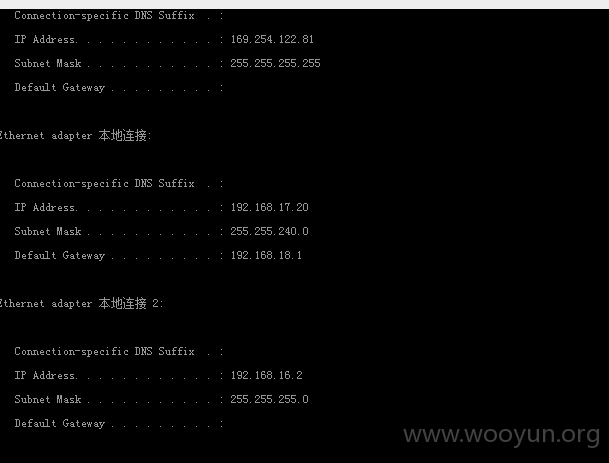 Connection-specific DNS Suffix  . :
IP Address. . . . . . . . . . . . : 169.254.122.81
Subnet Mask . . . . . . . . . . . : 255.255.255.255
Default Gateway . . . . . . . . . :
Ethernet adapter 本地连接:
Connection-specific DNS Suffix  . :
IP Address. . . . . . . . . . . . : 192.168.17.20
Subnet Mask . . . . . . . . . . . : 255.255.240.0
Default Gateway . . . . . . . . . : 192.168.18.1
Ethernet adapter 本地连接 2:
Connection-specific DNS Suffix  . :
IP Address. . . . . . . . . . . . : 192.168.16.2
Subnet Mask . . . . . . . . . . . : 255.255.255.0
Default Gateway . . . . . . . . . :
www.wooyun.org